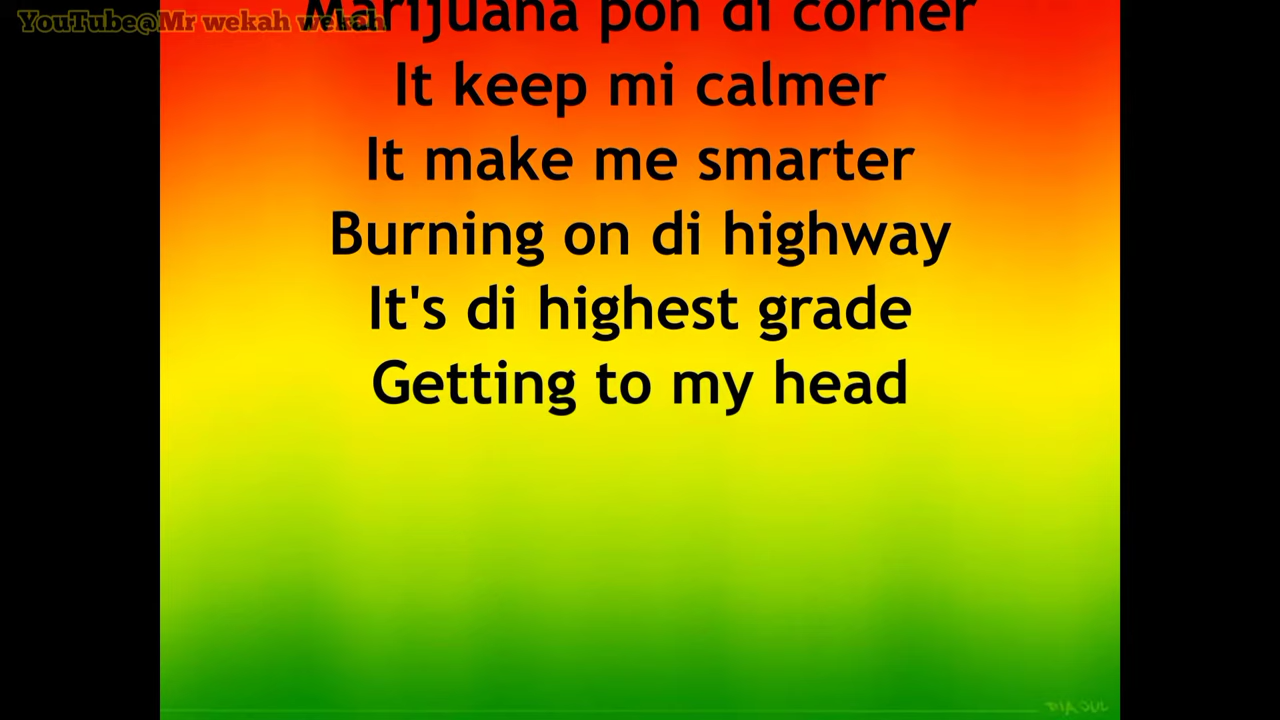 YouTube@Mr wekah wekah
Marijuana pon di corner
It keep mi calmer
It make me smarter
Burning on di highway
It's di highest grade
Getting to my head